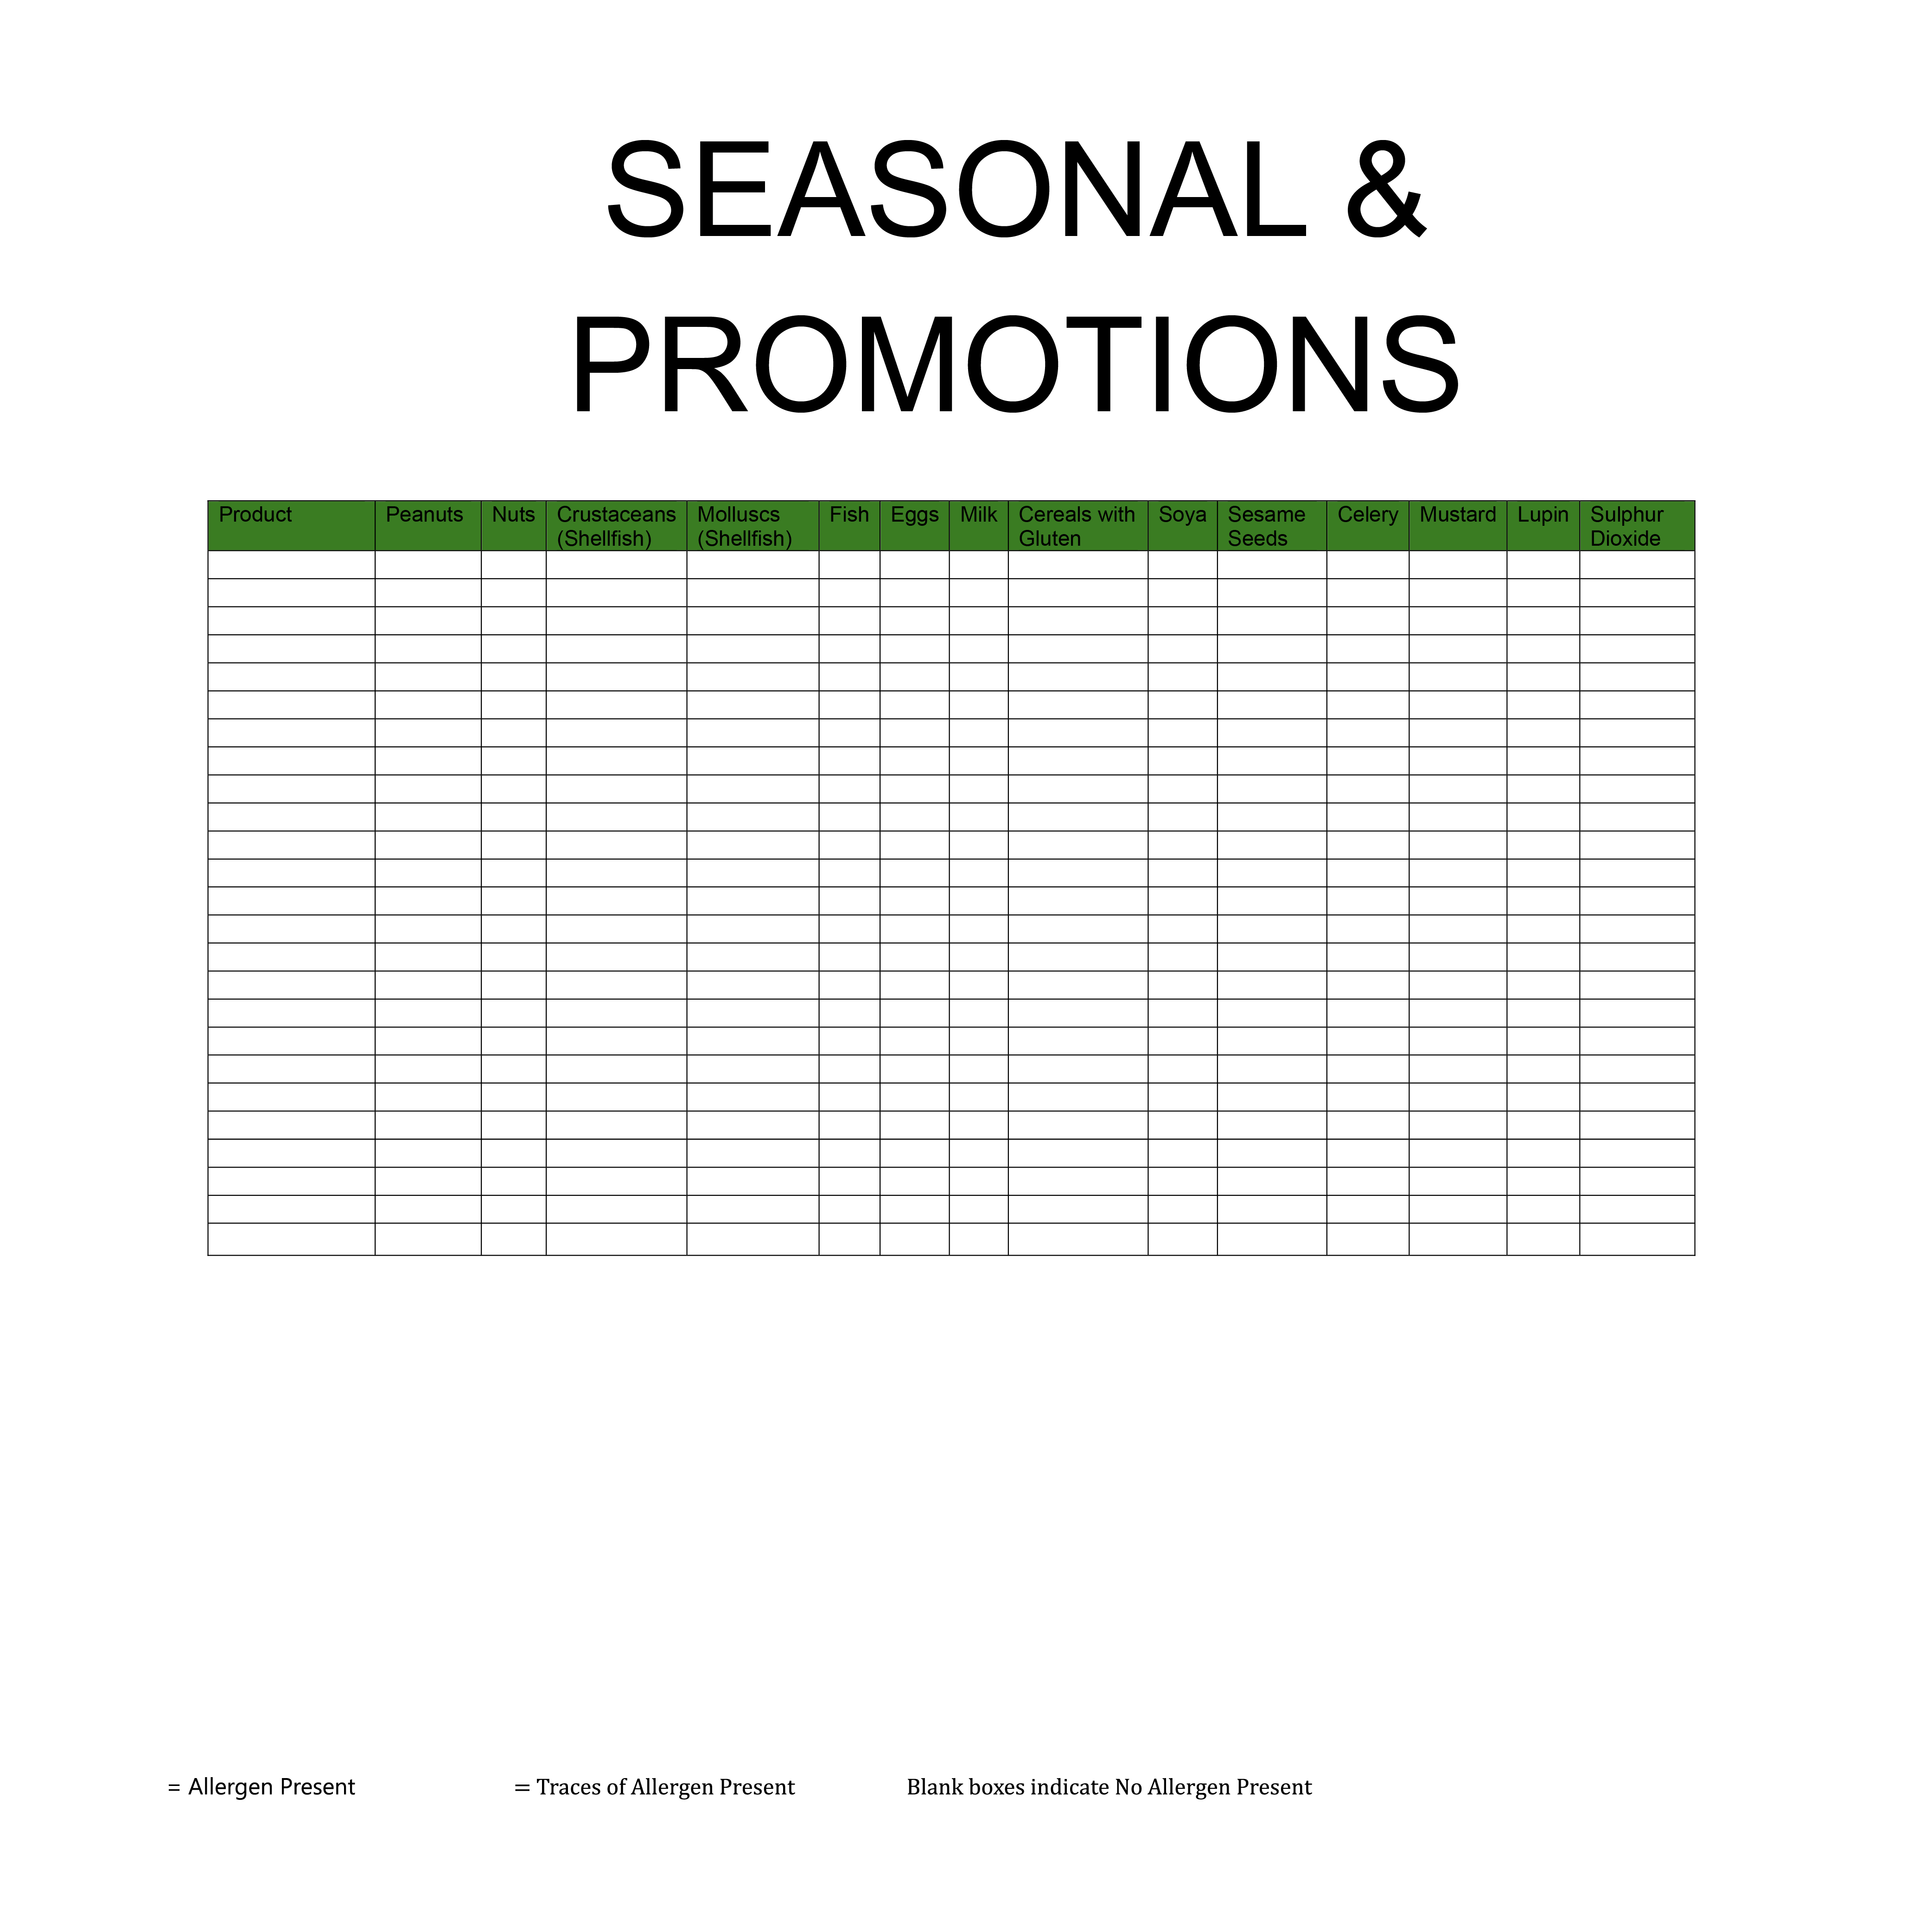 SEASONAL &
PROMOTIONS
Product Peanuts Nuts Crustaceans (Shellfish) Molluscs (Shellfish) Fish Eggs Milk Cereals with Gluten Soya Sesame Seeds Celery Mustard Lupin Sulphur Dioxide
= Allergen Present = Traces of Allergen Present Blank boxes indicate No Allergen Present